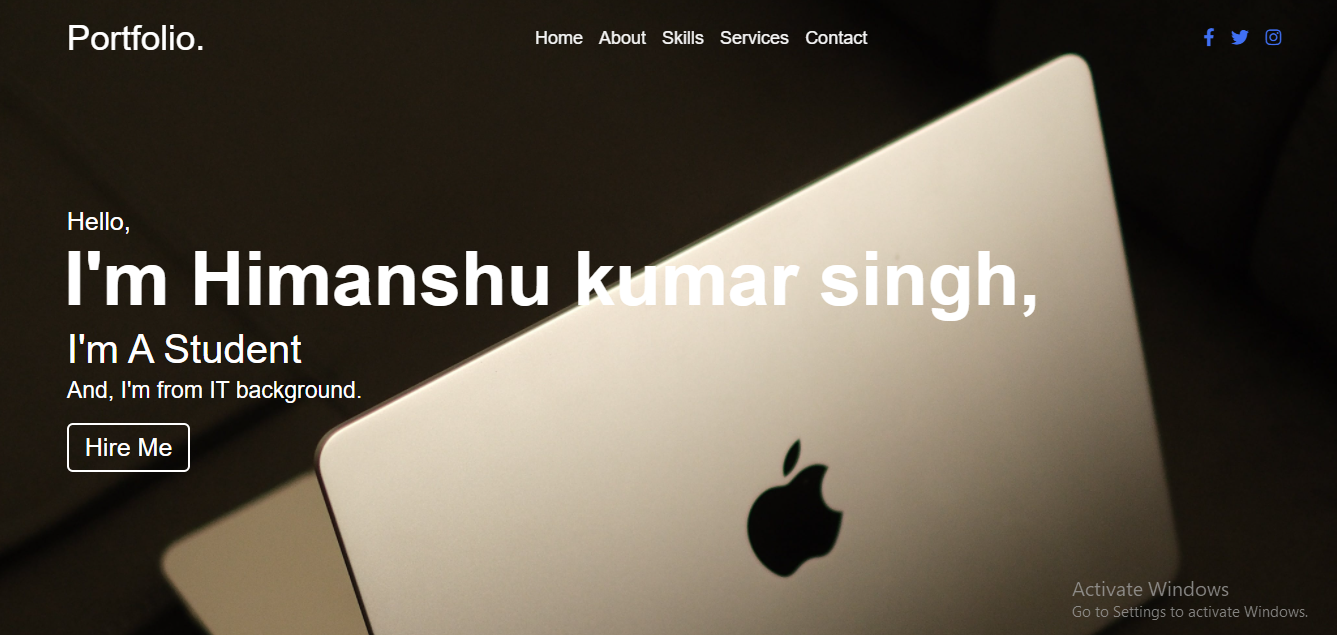 Portfolio.
Home About Skills Services Contact
Hello,
I'm Himanshu kumar singh,
I'm A Student
And, I'm from IT background.
Hire Me
Activate Windows
Go to Settings to activate Windows.